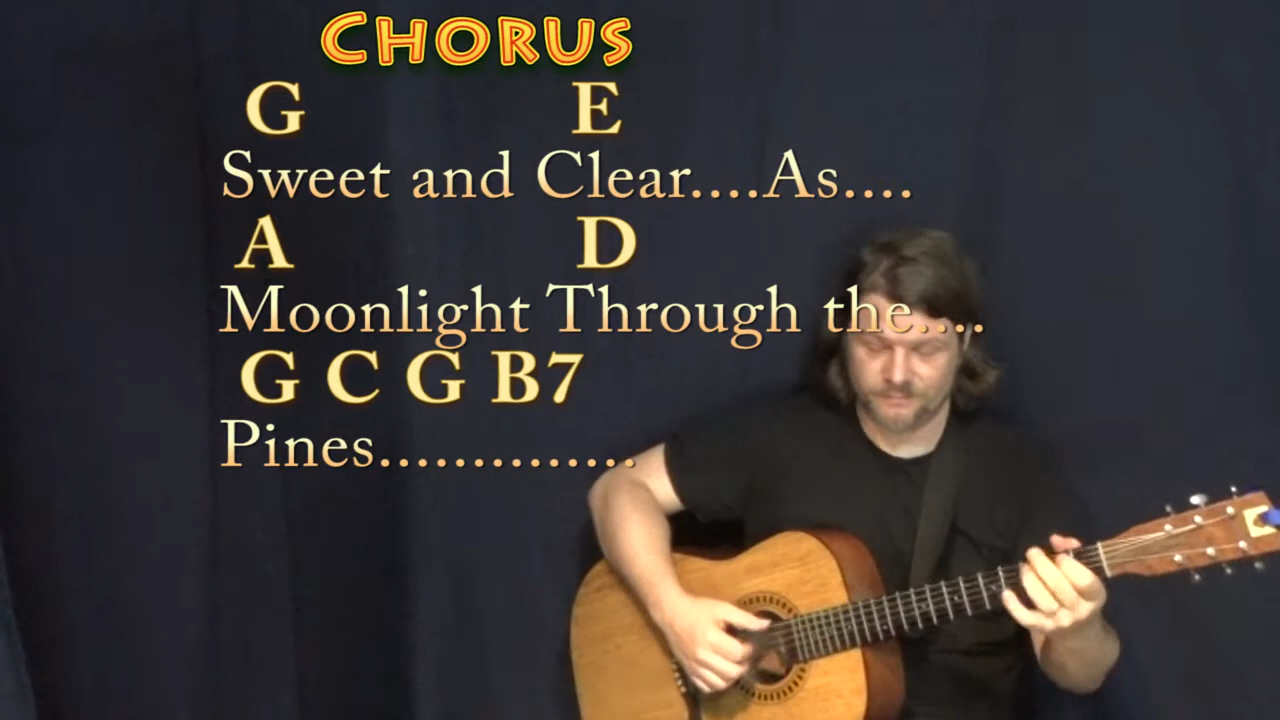 CHORUS
G E
Sweet and Clear....As....
A D
Moonlight Through the....
G C G B7
Pines..............